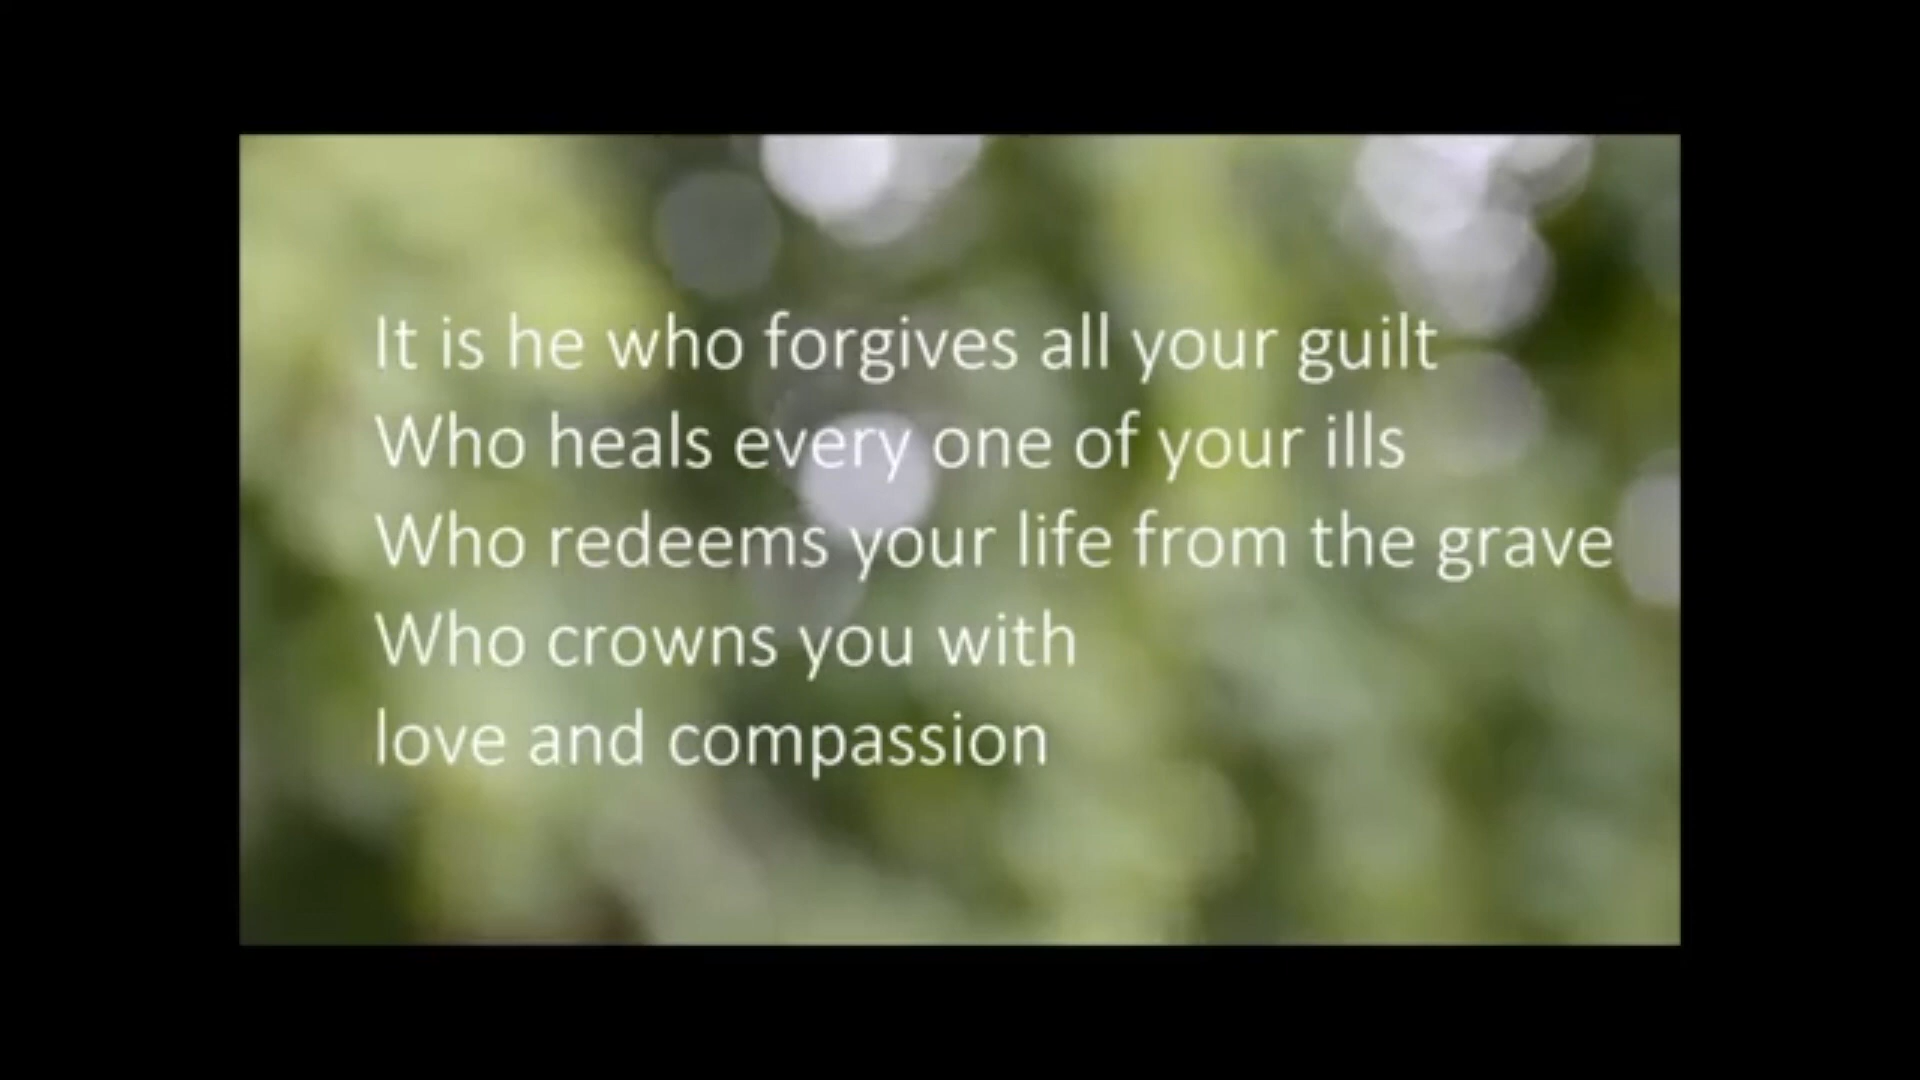 It is he who forgives all your guilt
Who heals every one of your ills
Who redeems your life from the grave
Who crowns you with
love and compassion